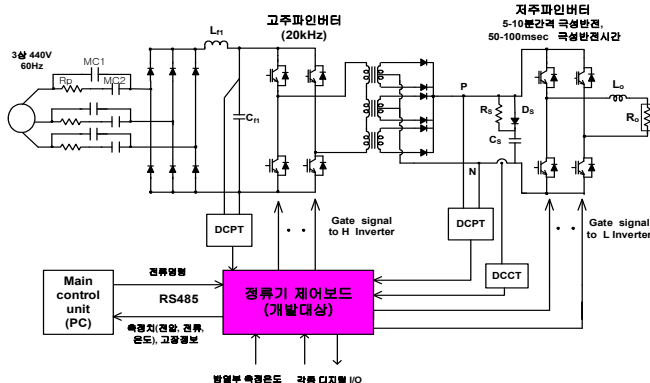 고주파인버터
(20kHz)
저주파인버터
5-10분간격 극성반전,
50-100msec 극성반전시간
3상 440V
60Hz
MC1
Rp
MC2
Lf1
Cf1
P
N
RS
DS
CS
Lo
Ro
DCPT
Gate signal
to H Inverter
DCPT
DCCT
Gate signal
to L Inverter
Main
control
unit
(PC)
전류명령
RS485
측정치(전압, 전류,
온도), 고장정보
정류기 제어보드
(개발대상)
방열부 측정온도
각종 디지털 I/O